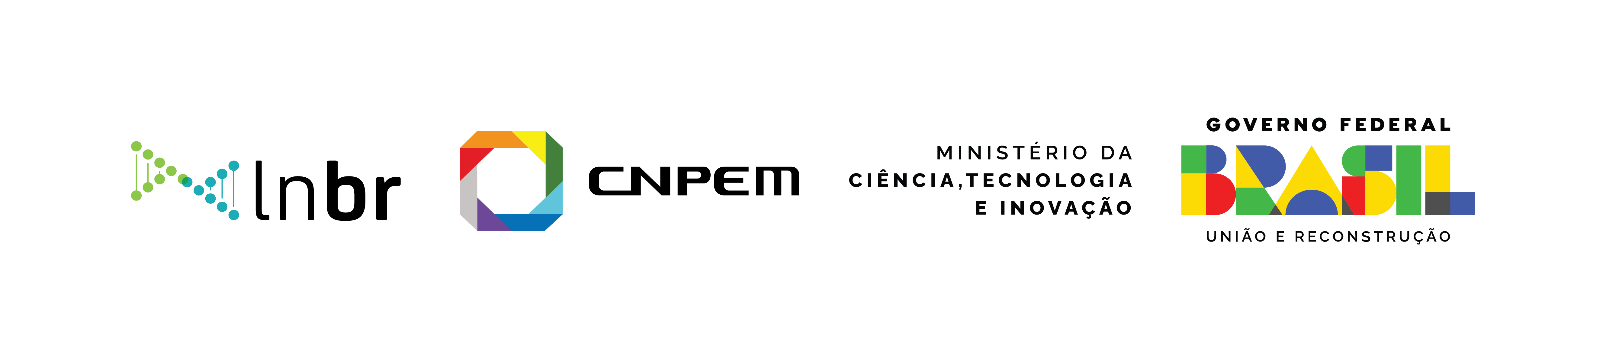 lnbr
CNPEM
MINISTÉRIO DA
CIÊNCIA, TECNOLOGIA
E INOVAÇÃO
GOVERNO FEDERAL
BRASIL
UNIÃO E RECONSTRUÇÃO